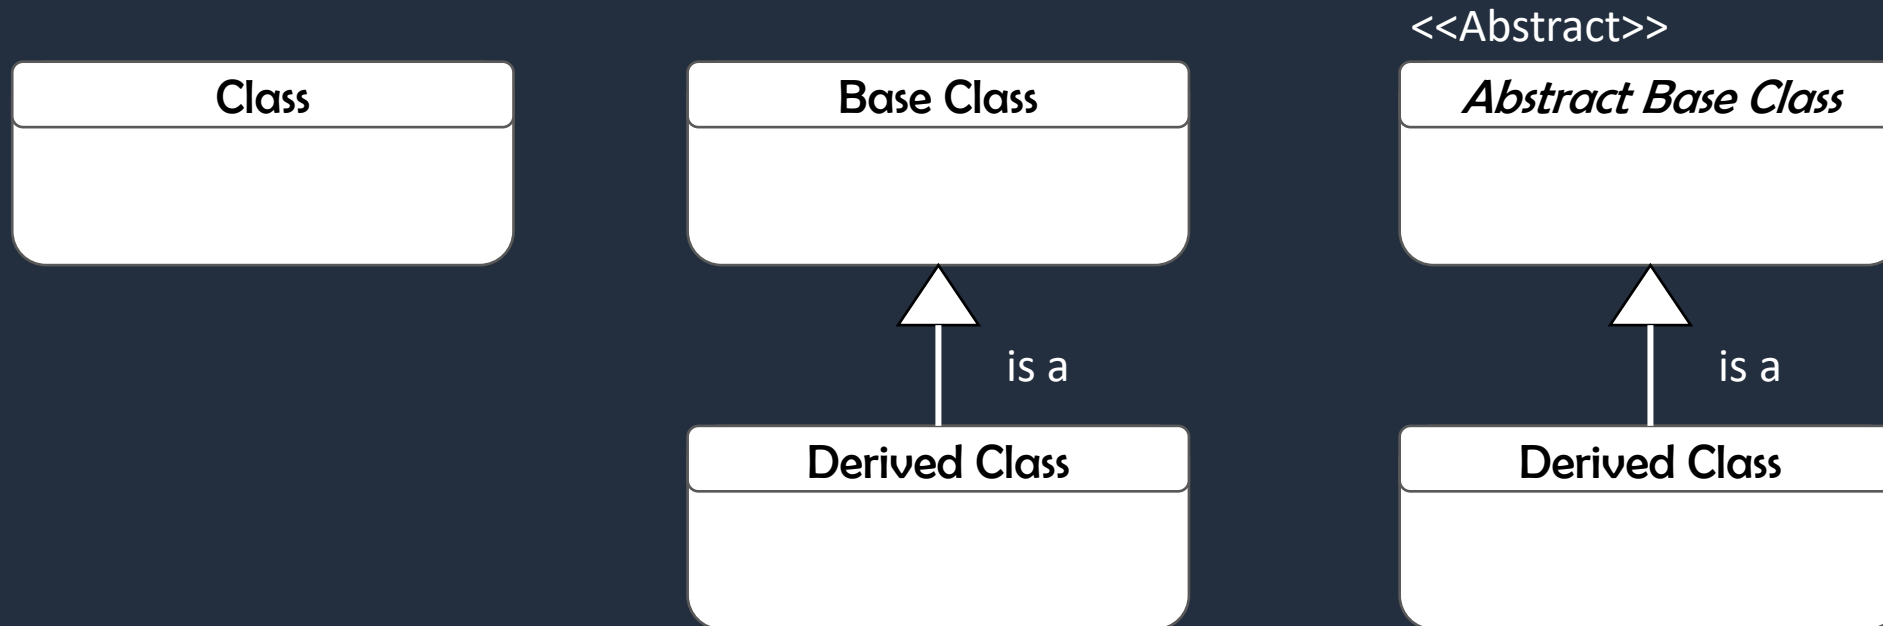 <<Abstract>>
Class
Base Class
Abstract Base Class
is a
is a
Derived Class
Derived Class